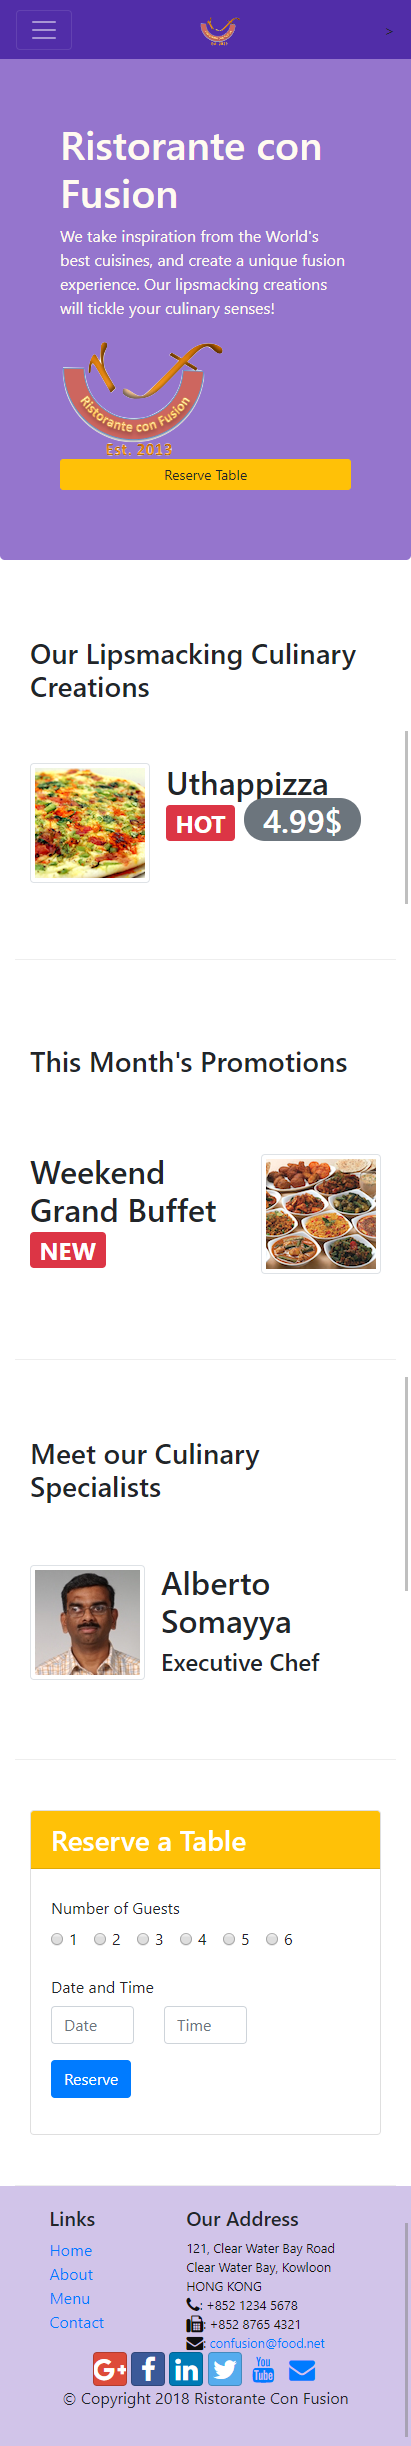 >
Ristorante con
Fusion
We take inspiration from the World's
best cuisines, and create a unique fusion
experience. Our lipsmacking creations
will tickle your culinary senses!
Ristorante con Fusion
Est. 2013
Reserve Table
Our Lipsmacking Culinary
Creations
Uthappizza
HOT 4.99$
This Month's Promotions
Weekend
Grand Buffet
NEW
Meet our Culinary
Specialists
Alberto
Somayya
Executive Chef
Reserve a Table
Number of Guests
1 2 3 4 5 6
Date and Time
Date Time
Reserve
Links
Home
About
Menu
Contact
Our Address
121, Clear Water Bay Road
Clear Water Bay, Kowloon
HONG KONG
: +852 1234 5678
: +852 8765 4321
: confusion@food.net
G+ f in You Tube
© Copyright 2018 Ristorante Con Fusion